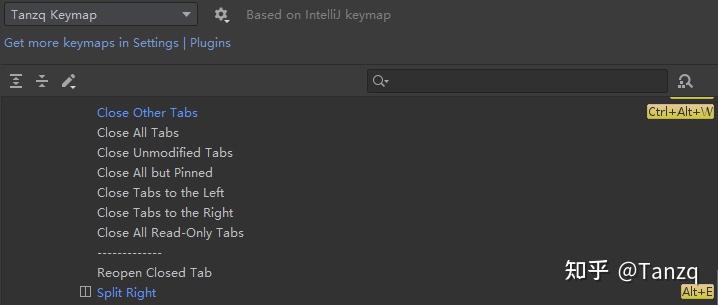 Tanzq Keymap Based on IntelliJ keymap
Get more keymaps in Settings | Plugins
Close Other Tabs Ctrl+Alt+W
Close All Tabs
Close Unmodified Tabs
Close All but Pinned
Close Tabs to the Left
Close Tabs to the Right
Close All Read-Only Tabs
-------------
Reopen Closed Tab
Split Right Alt+E
知乎 @Tanzq